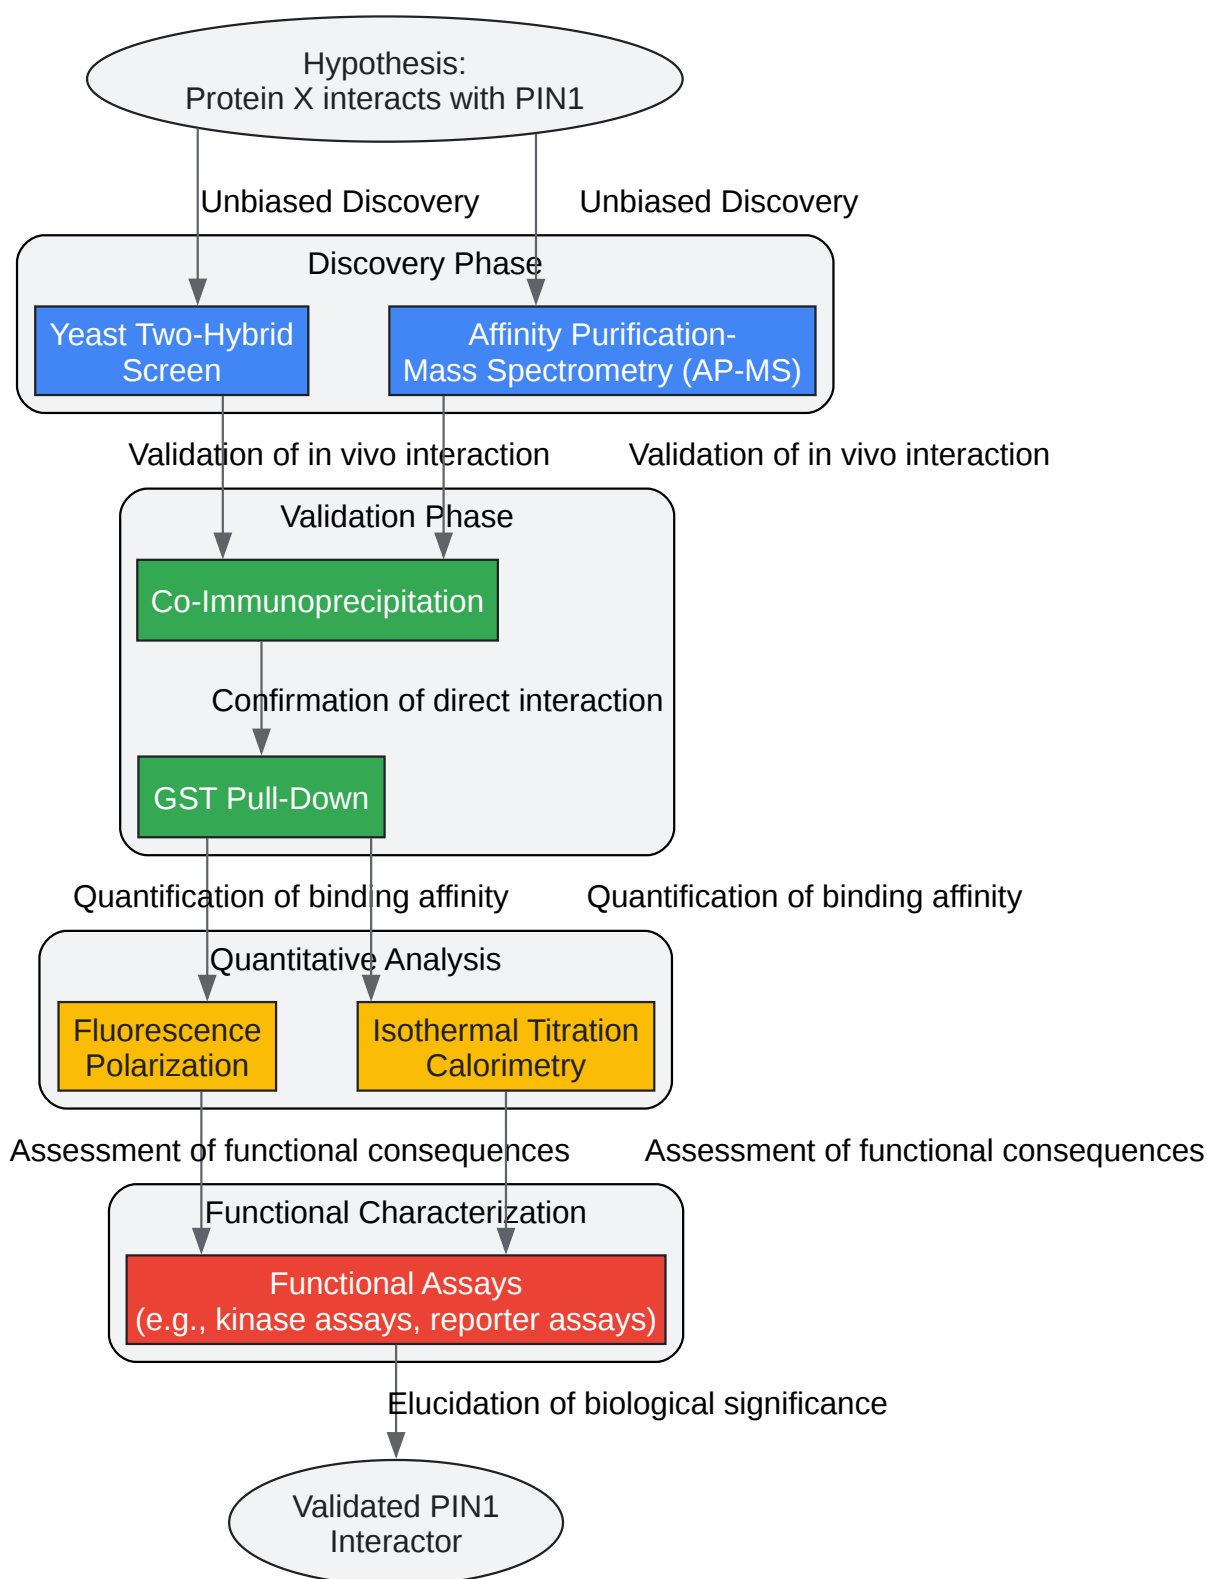 Hypothesis:
Protein X interacts with PIN1
Unbiased Discovery
Unbiased Discovery
Discovery Phase
Yeast Two-Hybrid
Screen
Affinity Purification-
Mass Spectrometry (AP-MS)
Validation of in vivo interaction
Validation of in vivo interaction
Validation Phase
Co-Immunoprecipitation
Confirmation of direct interaction
GST Pull-Down
Quantification of binding affinity
Quantification of binding affinity
Quantitative Analysis
Fluorescence
Polarization
Isothermal Titration
Calorimetry
Assessment of functional consequences
Assessment of functional consequences
Functional Characterization
Functional Assays
(e.g., kinase assays, reporter assays)
Elucidation of biological significance
Validated PIN1
Interactor